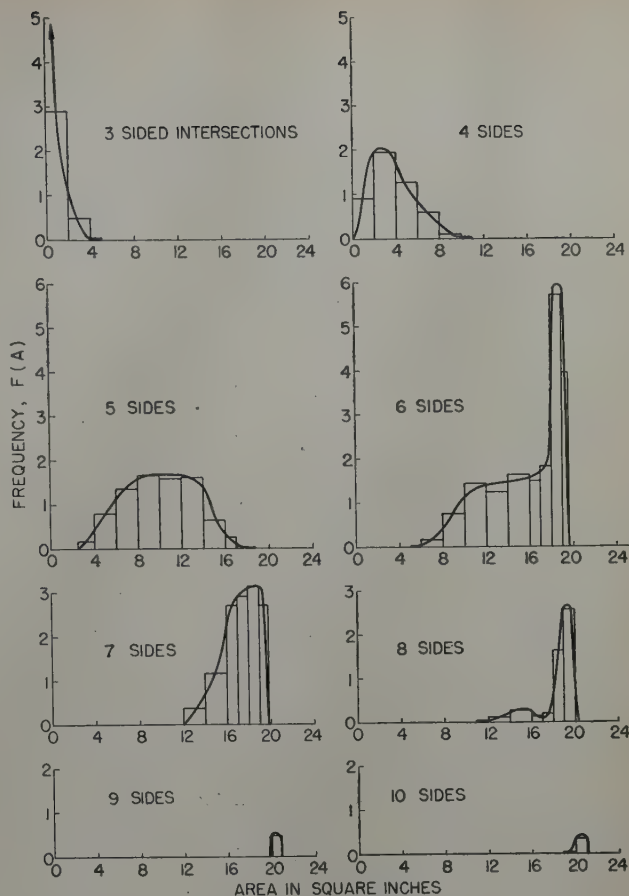 5
4
3
2
1
0
3 SIDED INTERSECTIONS
0 4 8 12 16 20 24
5
4
3
2
1
0
4 SIDES
0 4 8 12 16 20 24
FREQUENCY, F(A)
6
5
4
3
2
1
0
5 SIDES
0 4 8 12 16 20 24
6
5
4
3
2
1
0
6 SIDES
0 4 8 12 16 20 24
3
2
1
0
7 SIDES
0 4 8 12 16 20 24
3
2
1
0
8 SIDES
0 4 8 12 16 20 24
2
1
0
9 SIDES
0 4 8 12 16 20 24
2
1
0
10 SIDES
0 4 8 12 16 20 24
AREA IN SQUARE INCHES